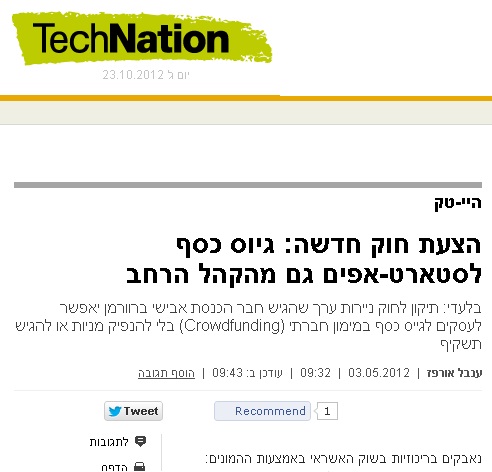 TechNation
יום ג' 23.10.2012
היי-טק
הצעת חוק חדשה: גיוס כסף
לסטארט-אפים גם מהקהל הרחב
בלעדי: תיקון לחוק ניירות ערך שהגיש חבר הכנסת אבישי ברוורמן יאפשר
לעסקים לגייס כסף במימון חברתי (Crowdfunding) בלי להנפיק מניות או להגיש
תשקיף
ענבל אורפז | 03.05.2012 | 09:32 | עודכן ב: 09:43 | הוסף תגובה
Tweet Recommend 1
לתגובות
הדפס
נאבקים בריכוזיות בשוק האשראי באמצעות ההמונים: